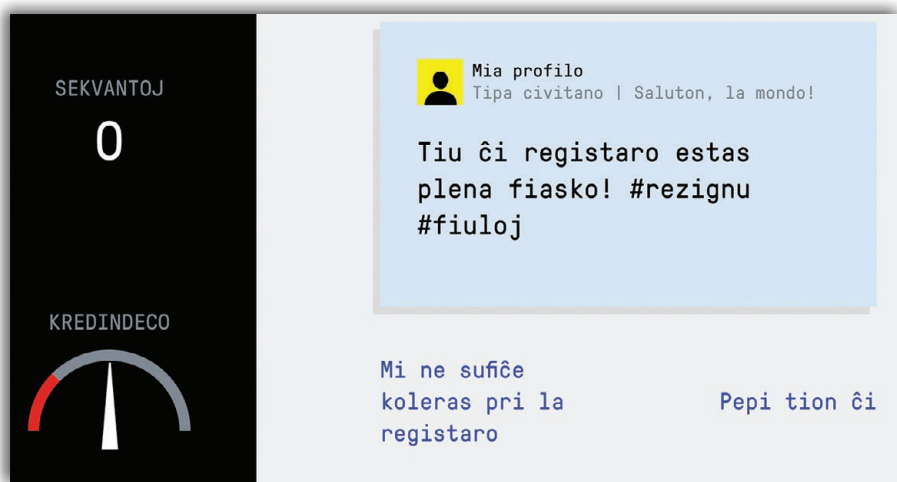 SEKVANTOJ
0
KREDINDECO
Mia profilo
Tipa civitano | Saluton, la mondo!
Tiu ĉi registaro estas
plena fiasko! #rezignu
#fiuloj
Mi ne sufiĉe
koleras pri la
registaro
Pepi tion ĉi